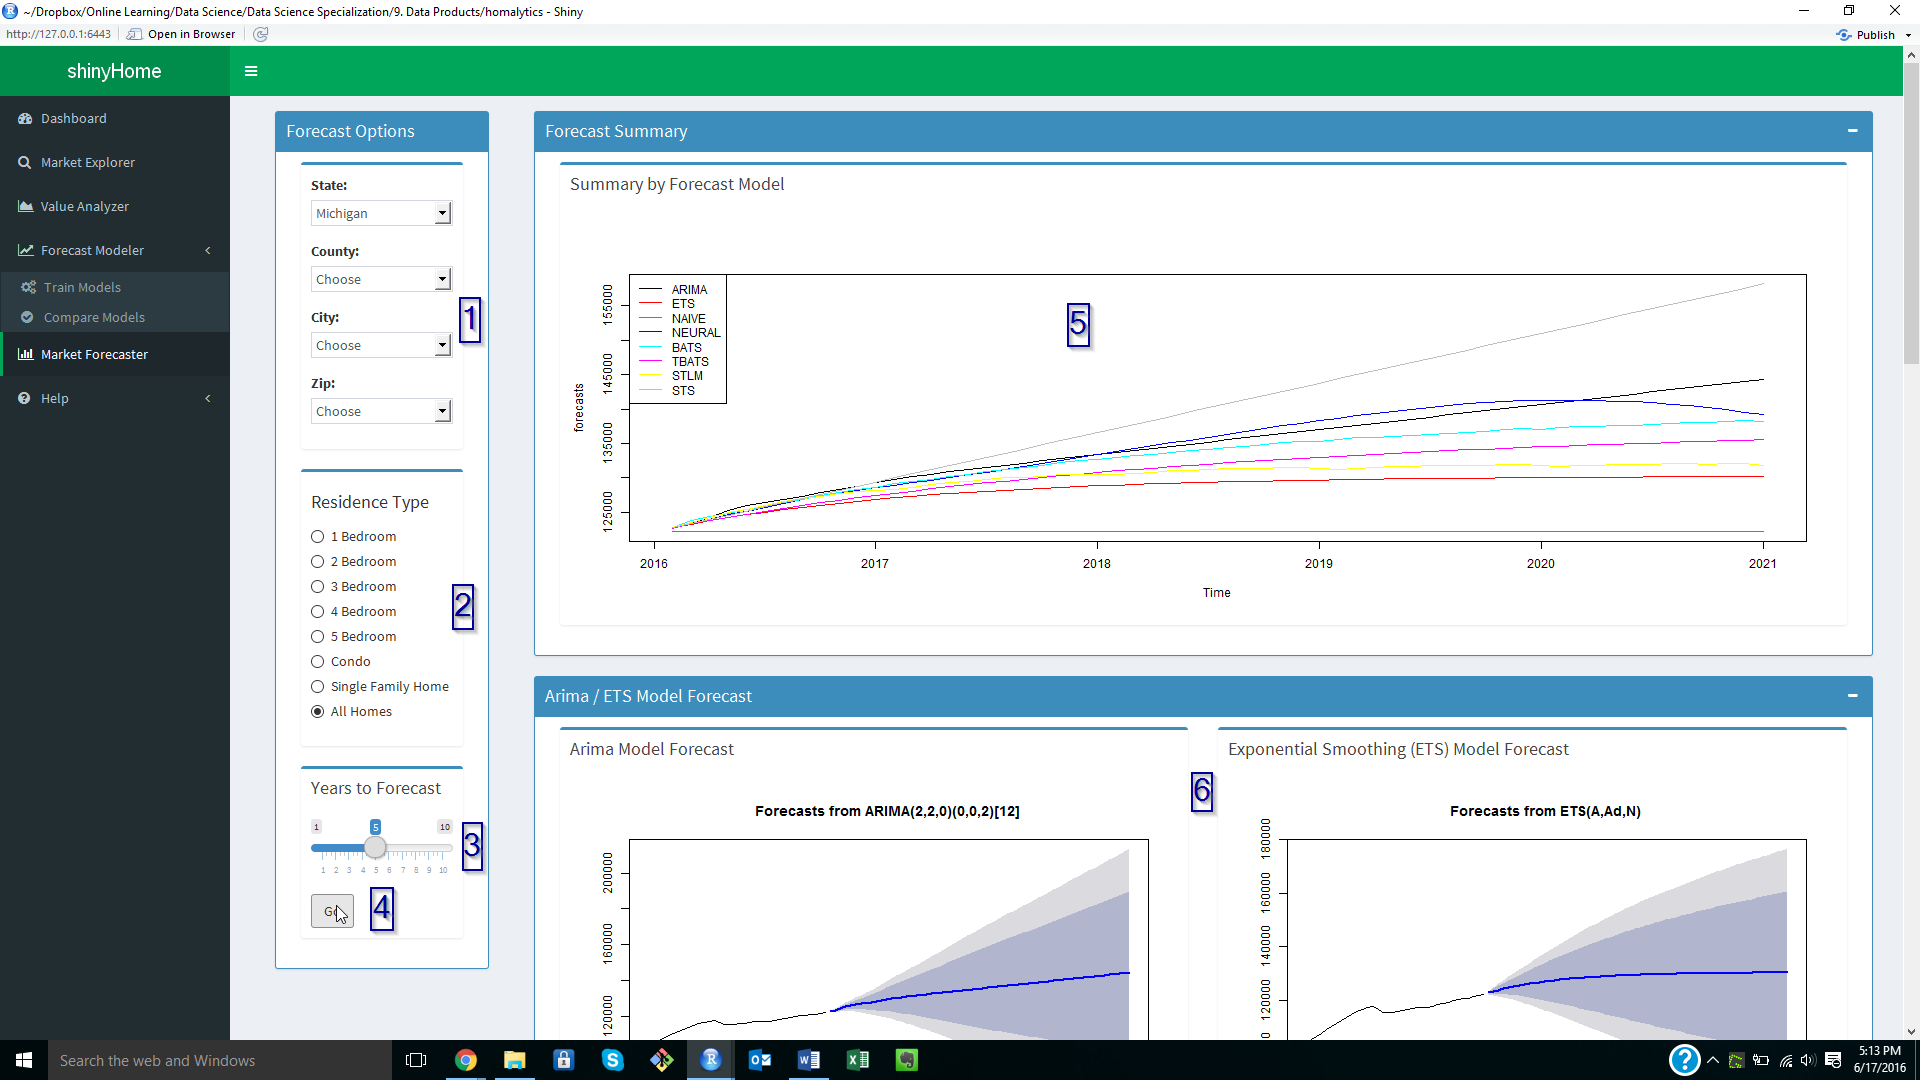 ~/Dropbox/Online Learning/Data Science/Data Science Specialization/9. Data Products/homalytics - Shiny
http://127.0.0.1:6443
Open in Browser
Publish
shinyHome
Dashboard
Market Explorer
Value Analyzer
Forecast Modeler
Train Models
Compare Models
Market Forecaster
Help
Forecast Options
State:
Michigan
County:
Choose
City:
Choose
Zip:
Choose
1
Residence Type
1 Bedroom
2 Bedroom
3 Bedroom
4 Bedroom
5 Bedroom
Condo
Single Family Home
All Homes
2
Years to Forecast
1 5 10
1 2 3 4 5 6 7 8 9 10
3
4
Forecast Summary
Summary by Forecast Model
ARIMA
ETS
NAIVE
NEURAL
BATS
TBATS
STLM
STS
5
forecasts
155000
145000
135000
125000
2016 2017 2018 2019 2020 2021
Time
Arima / ETS Model Forecast
Arima Model Forecast
Forecasts from ARIMA(2,2,0)(0,0,2)[12]
200000
160000
120000
6
Exponential Smoothing (ETS) Model Forecast
Forecasts from ETS(A,Ad,N)
180000
160000
140000
120000
Search the web and Windows
5:13 PM
6/17/2016